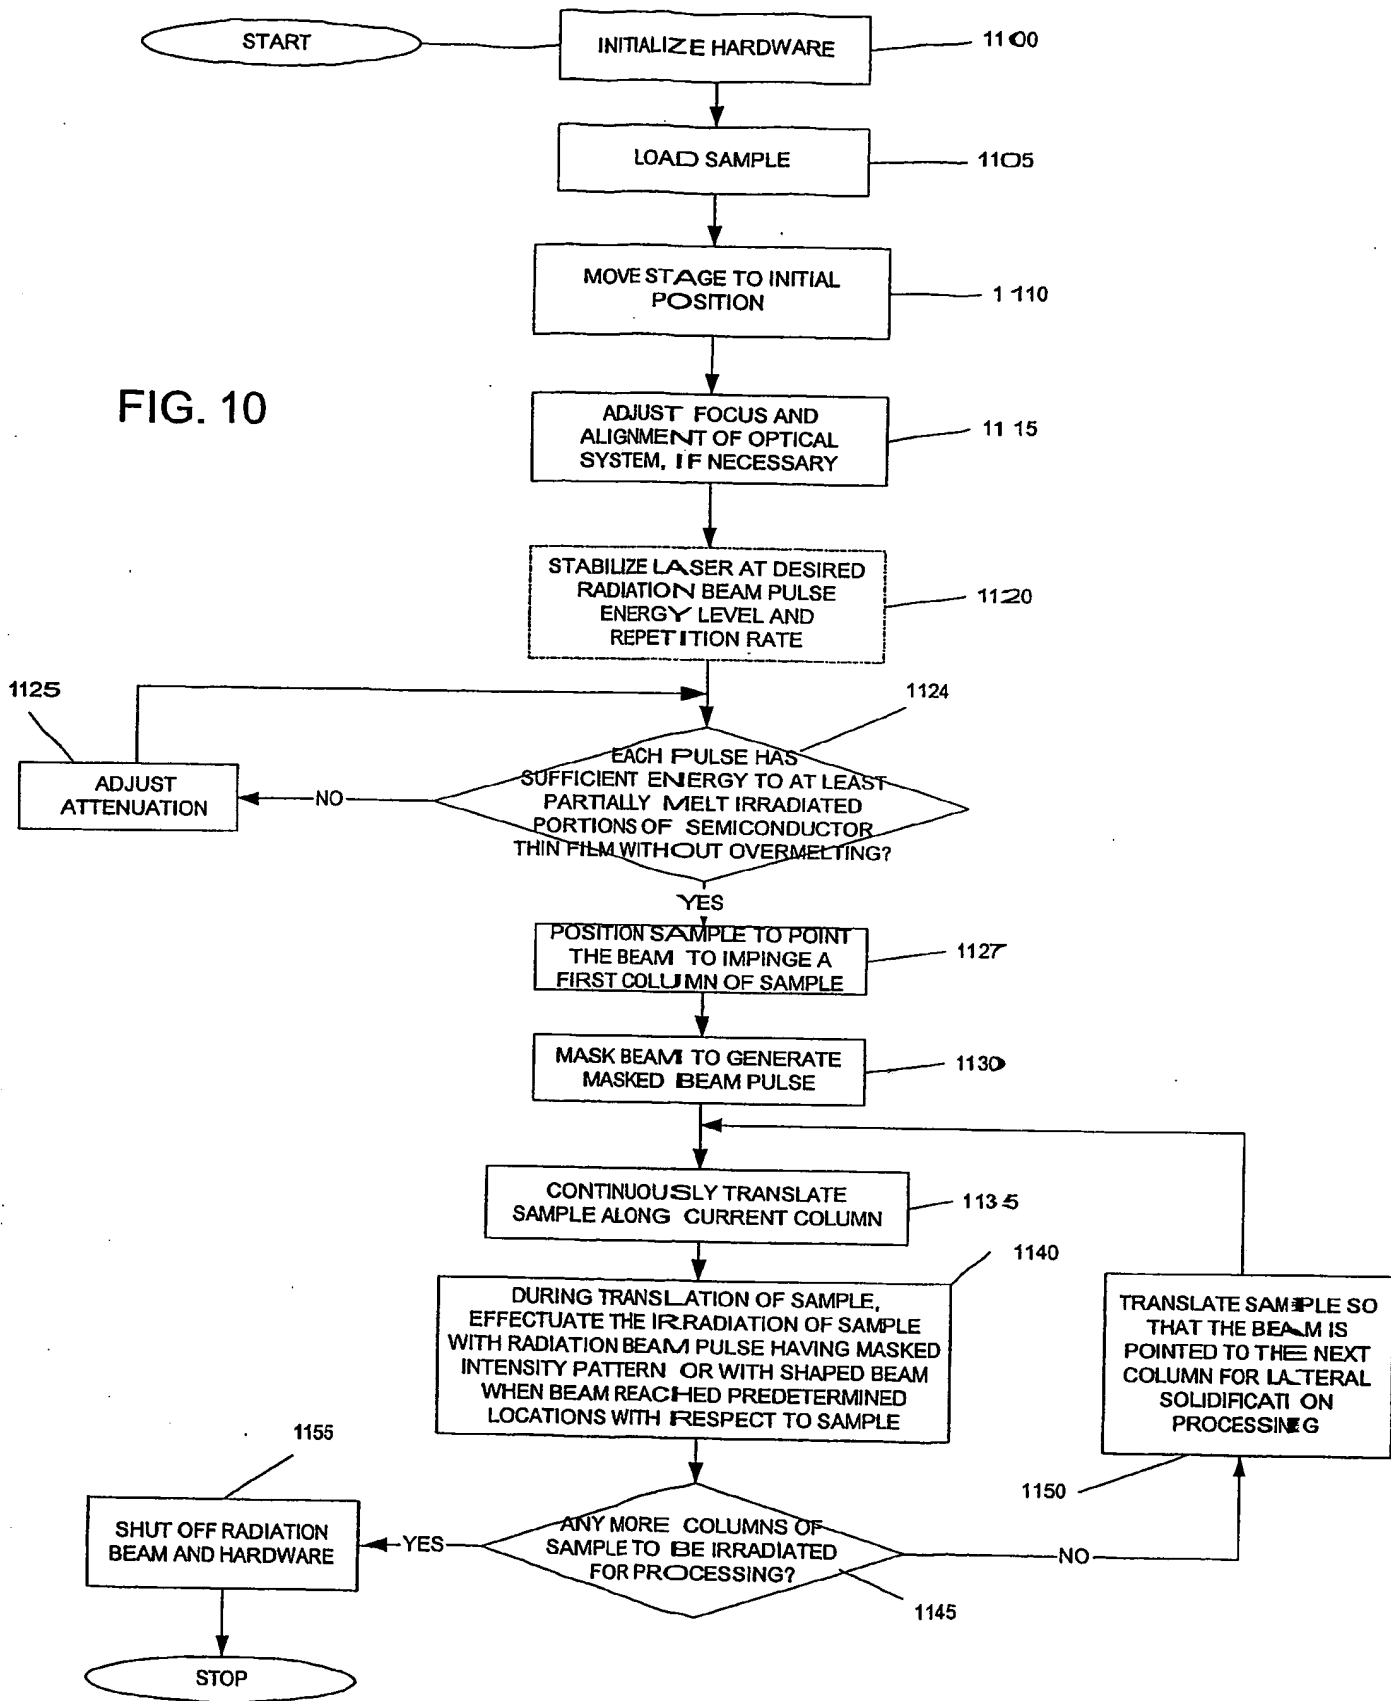 START
INITIALIZE HARDWARE
1100
LOAD SAMPLE
1105
MOVE STAGE TO INITIAL
POSITION
1110
FIG. 10
ADJUST FOCUS AND
ALIGNMENT OF OPTICAL
SYSTEM, IF NECESSARY
1115
STABILIZE LASER AT DESIRED
RADIATION BEAM PULSE
ENERGY LEVEL AND
REPETITION RATE
1120
1125
ADJUST
ATTENUATION
NO
1124
EACH PULSE HAS
SUFFICIENT ENERGY TO AT LEAST
PARTIALLY MELT IRRADIATED
PORTIONS OF SEMICONDUCTOR
THIN FILM WITHOUT OVERMELTING?
YES
POSITION SAMPLE TO POINT
THE BEAM TO IMPINGE A
FIRST COLUMN OF SAMPLE
1127
MASK BEAM TO GENERATE
MASKED BEAM PULSE
1130
CONTINUOUSLY TRANSLATE
SAMPLE ALONG CURRENT COLUMN
1135
1140
DURING TRANSLATION OF SAMPLE,
EFFECTUATE THE IRRADIATION OF SAMPLE
WITH RADIATION BEAM PULSE HAVING MASKED
INTENSITY PATTERN OR WITH SHAPED BEAM
WHEN BEAM REACHED PREDETERMINED
LOCATIONS WITH RESPECT TO SAMPLE
TRANSLATE SAMPLE SO
THAT THE BEAM IS
POINTED TO THE NEXT
COLUMN FOR LATERAL
SOLIDIFICATION
PROCESSING
1150
1155
SHUT OFF RADIATION
BEAM AND HARDWARE
YES
ANY MORE COLUMNS OF
SAMPLE TO BE IRRADIATED
FOR PROCESSING?
NO
1145
STOP